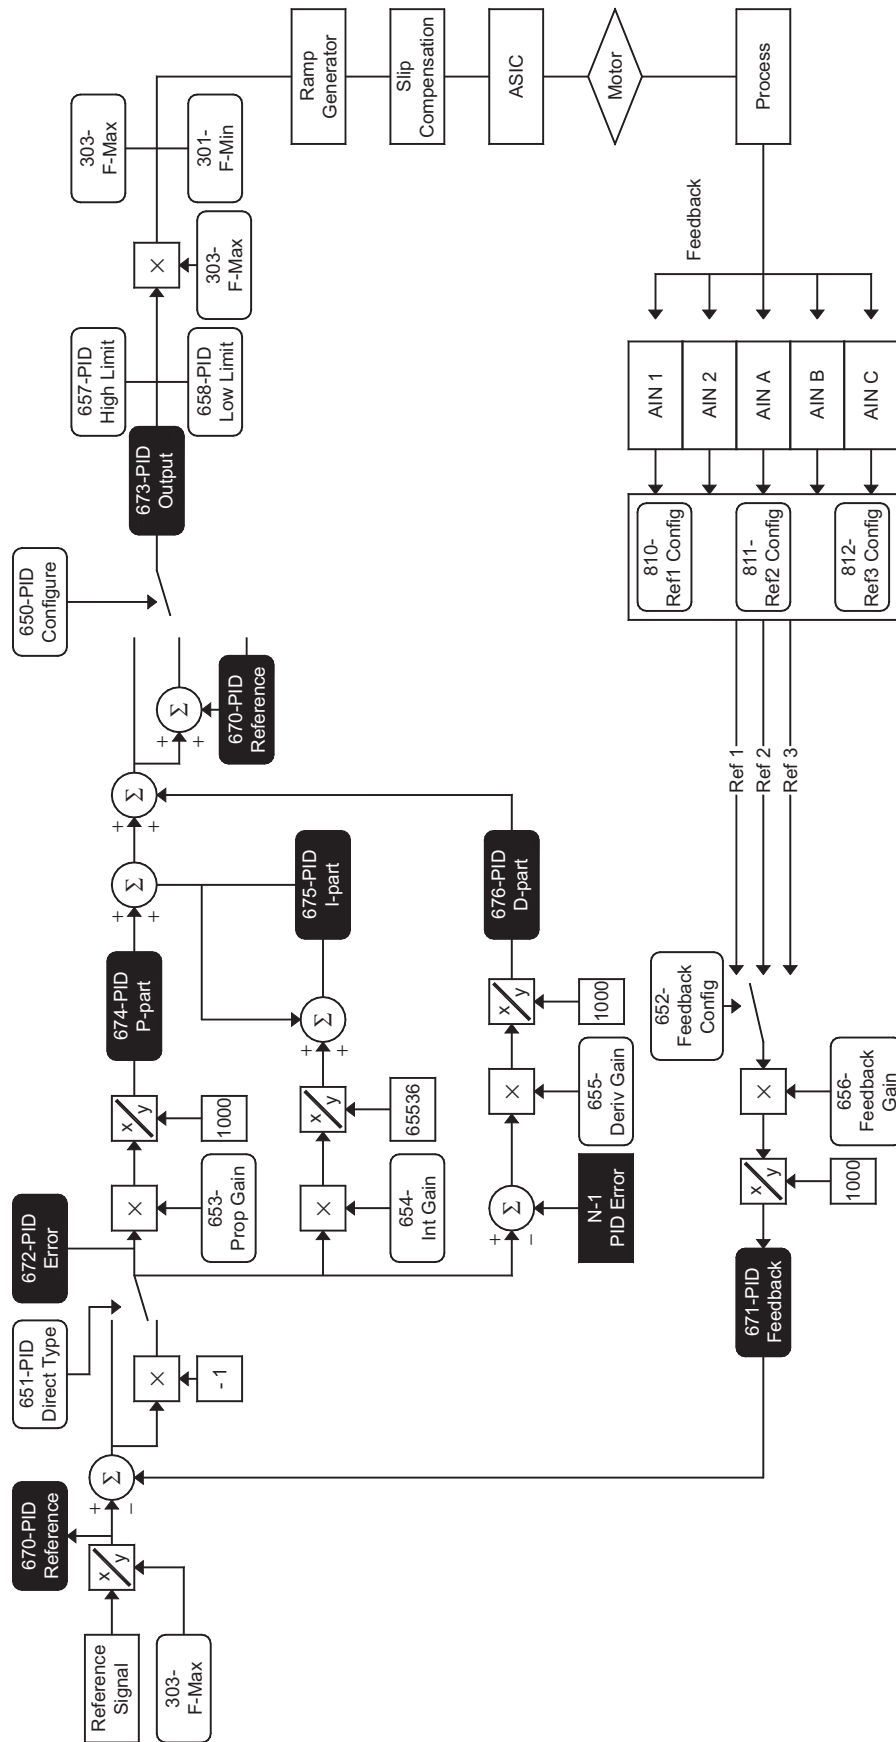 Reference
Signal
303-
F-Max
x
y
670-PID
Reference
+
−
Σ
651-PID
Direct Type
×
- 1
672-PID
Error
×
653-
Prop Gain
x
y
1000
674-PID
P-part
+
+
Σ
+
+
Σ
×
654-
Int Gain
x
y
65536
+
+
Σ
675-PID
I-part
+
−
Σ
N-1
PID Error
×
655-
Deriv Gain
x
y
1000
676-PID
D-part
+
+
Σ
670-PID
Reference
650-PID
Configure
673-PID
Output
657-PID
High Limit
658-PID
Low Limit
×
303-
F-Max
303-
F-Max
301-
F-Min
Ramp
Generator
Slip
Compensation
ASIC
Motor
Process
Feedback
AIN 1
AIN 2
AIN A
AIN B
AIN C
810-
Ref1 Config
811-
Ref2 Config
812-
Ref3 Config
Ref 1
Ref 2
Ref 3
652-
Feedback
Config
×
656-
Feedback
Gain
x
y
1000
671-PID
Feedback